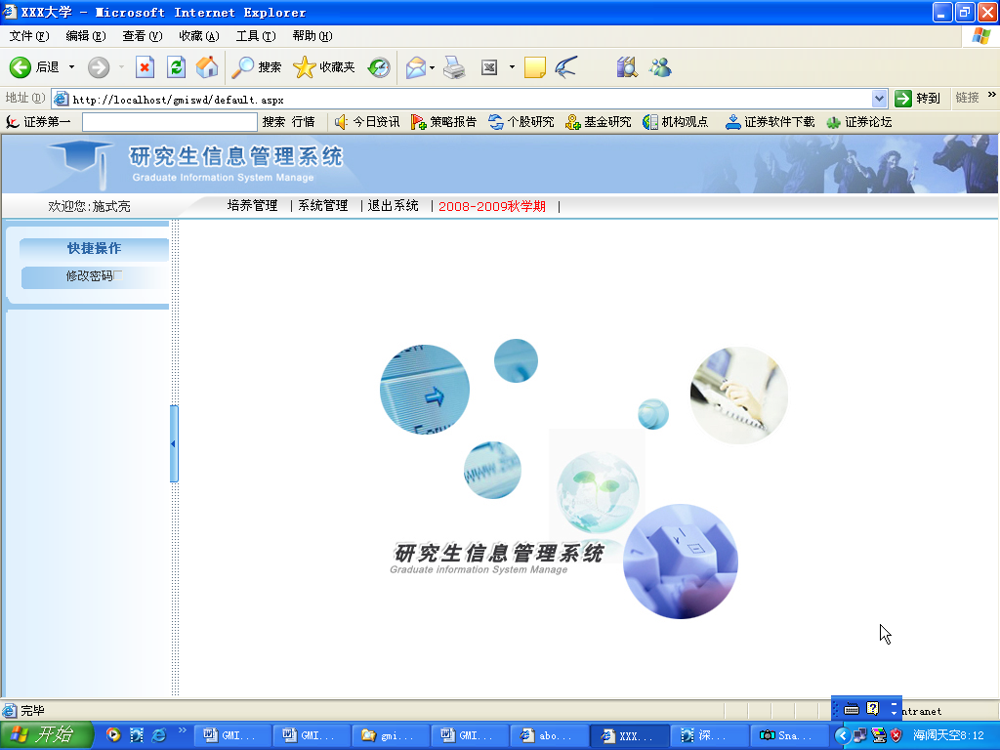 XXX大学 - Microsoft Internet Explorer
文件(F) 编辑(E) 查看(V) 收藏(A) 工具(T) 帮助(H)
后退 搜索 收藏夹
地址(D) http://localhost/gmiswd/default.aspx 转到 链接 »
证券第一 搜索 行情 今日资讯 策略报告 个股研究 基金研究 机构观点 证券软件下载 证券论坛
研究生信息管理系统
Graduate Information System Manage
欢迎您:施式亮 培养管理 | 系统管理 | 退出系统 | 2008-2009秋学期 |
快捷操作
修改密码
www.
研究生信息管理系统
Graduate information System Manage
完毕 ntranet
开始 » GMI... GMI... gmi... GMI... abo... XXX... 深... Sna... 海阔天空8:12